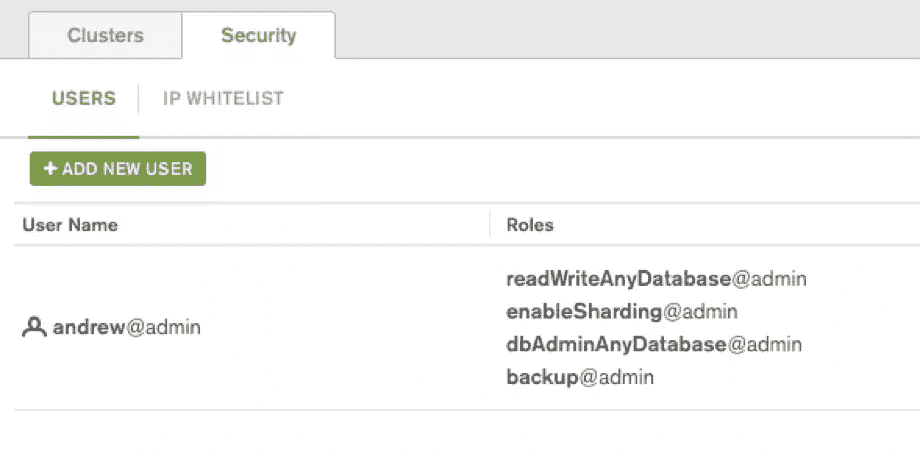 Clusters Security
USERS IP WHITELIST
+ ADD NEW USER
User Name Roles
readWriteAnyDatabase@admin
enableSharding@admin
andrew@admin
dbAdminAnyDatabase@admin
backup@admin